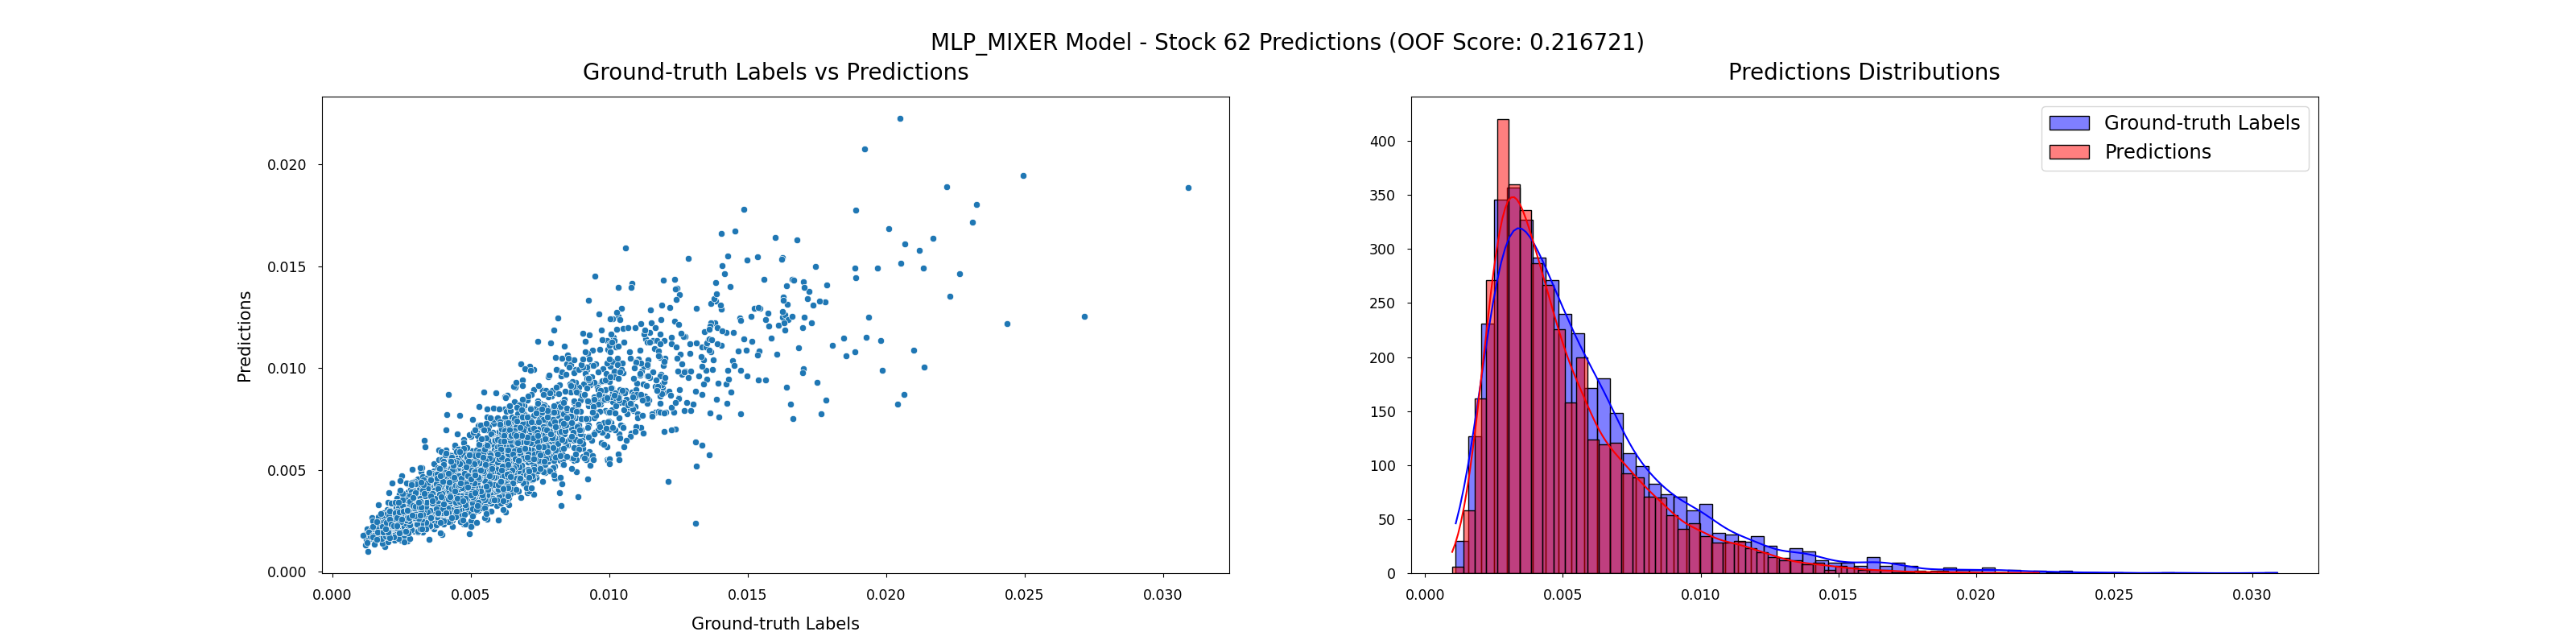 MLP_MIXER Model - Stock 62 Predictions (OOF Score: 0.216721)
Ground-truth Labels vs Predictions
Predictions
0.020
0.015
0.010
0.005
0.000
0.000 0.005 0.010 0.015 0.020 0.025 0.030
Ground-truth Labels
Predictions Distributions
Ground-truth Labels
Predictions
400
350
300
250
200
150
100
50
0
0.000 0.005 0.010 0.015 0.020 0.025 0.030